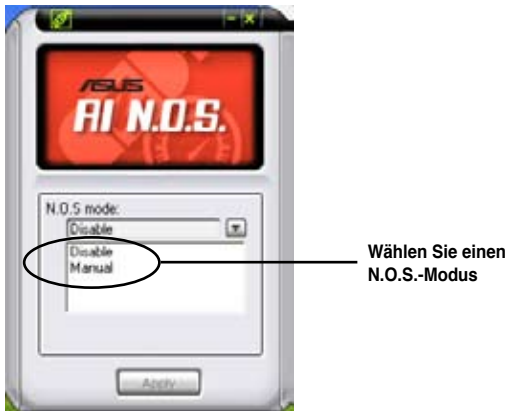 ASUS
AI N.O.S.
N.O.S mode:
Disable
Disable
Manual
Wählen Sie einen
N.O.S.-Modus
Apply